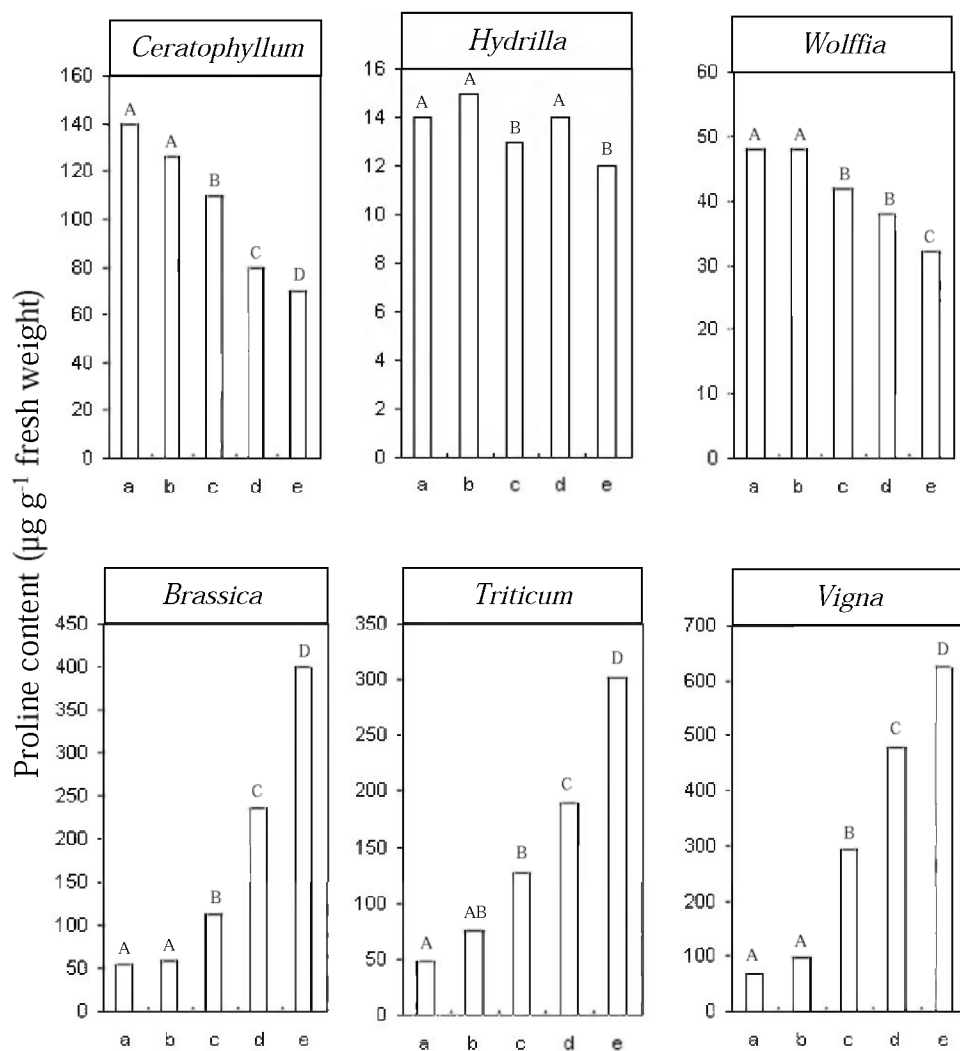 Proline content (µg g⁻¹ fresh weight)
Ceratophyllum
160
140
120
100
80
60
40
20
0
A
A
B
C
D
a b c d e
Hydrilla
16
14
12
10
8
6
4
2
0
A
A
B
A
B
a b c d e
Wolffia
60
50
40
30
20
10
0
A
A
B
B
C
a b c d e
Brassica
450
400
350
300
250
200
150
100
50
0
A
A
B
C
D
a b c d e
Triticum
350
300
250
200
150
100
50
0
A
AB
B
C
D
a b c d e
Vigna
700
600
500
400
300
200
100
0
A
A
B
C
D
a b c d e